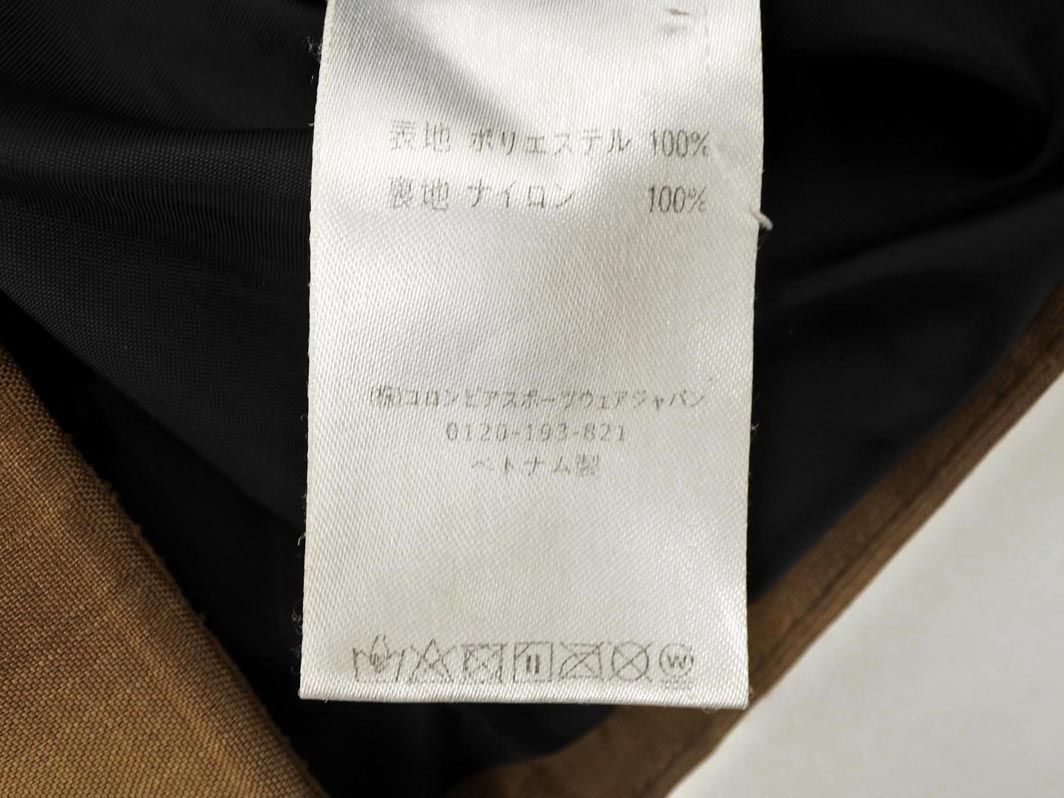 表地 ポリエステル 100%
裏地 ナイロン 100%
(株)コロンビアスポーツウェアジャパン
0120-193-821
ベトナム製
W